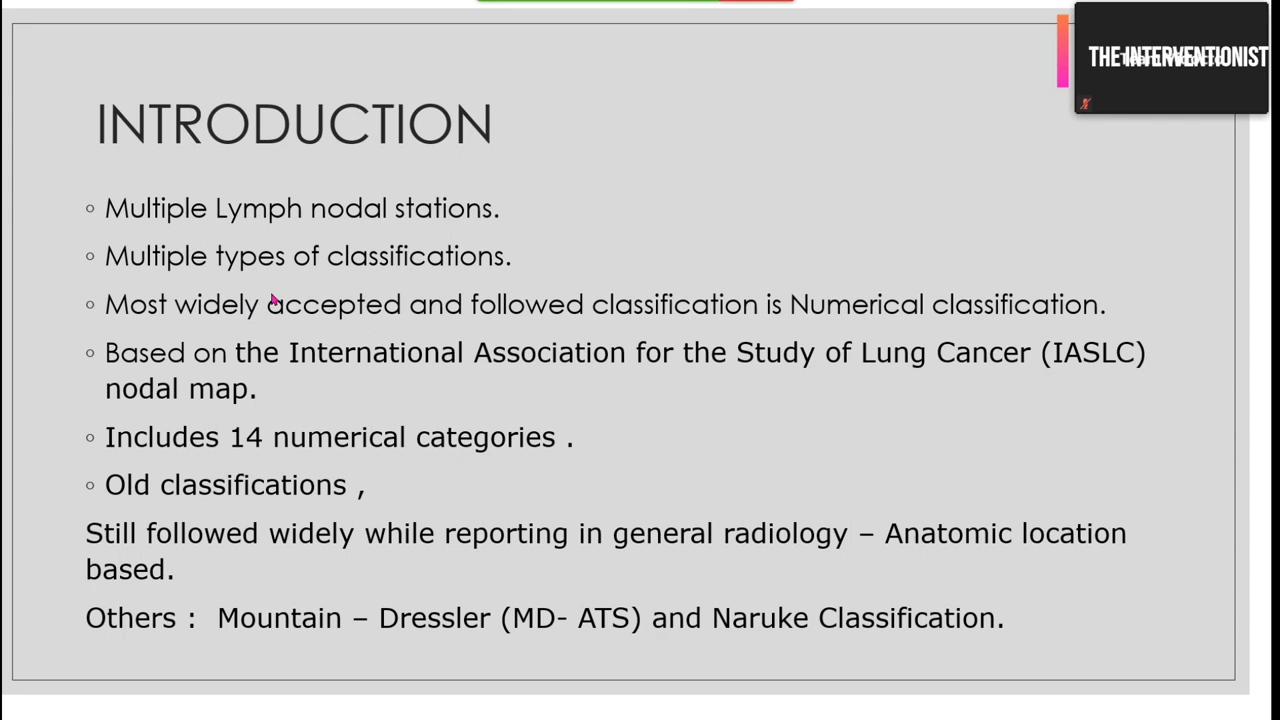 THE INTERVENTIONIST
INTRODUCTION
◦ Multiple Lymph nodal stations.
◦ Multiple types of classifications.
◦ Most widely accepted and followed classification is Numerical classification.
◦ Based on the International Association for the Study of Lung Cancer (IASLC)
nodal map.
◦ Includes 14 numerical categories .
◦ Old classifications ,
Still followed widely while reporting in general radiology – Anatomic location
based.
Others : Mountain – Dressler (MD- ATS) and Naruke Classification.